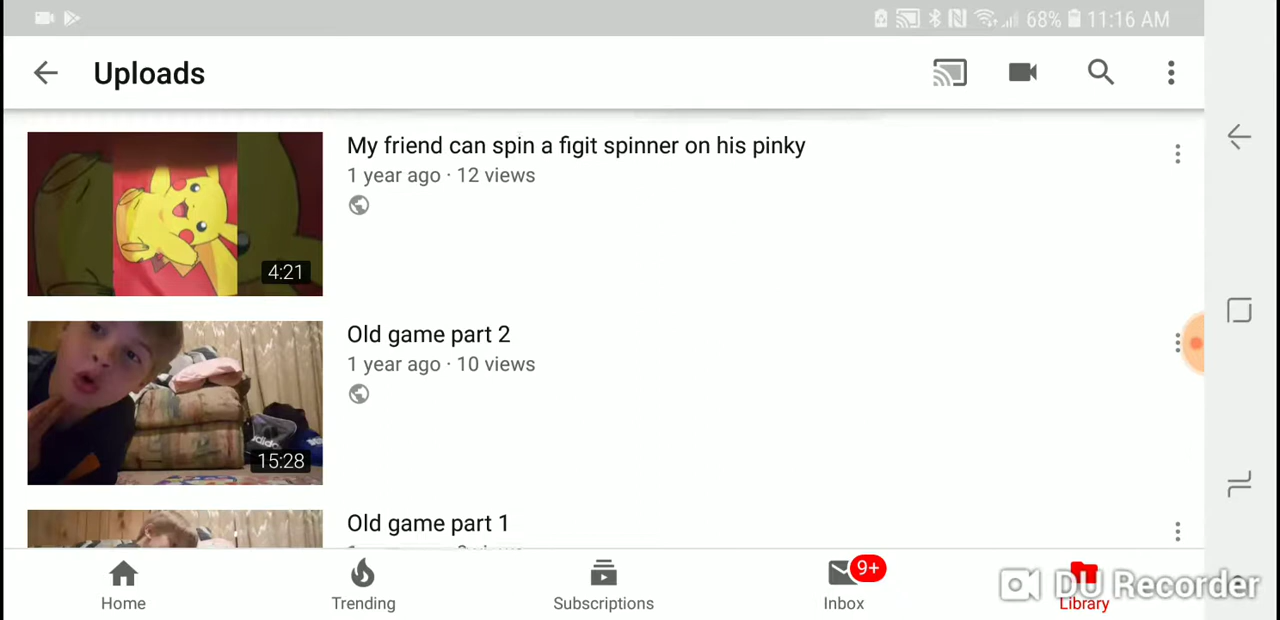 68% 11:16 AM
Uploads
My friend can spin a figit spinner on his pinky
1 year ago · 12 views
4:21
Old game part 2
1 year ago · 10 views
adidas
15:28
Old game part 1
9+
Home
Trending
Subscriptions
Inbox
Library
DU Recorder